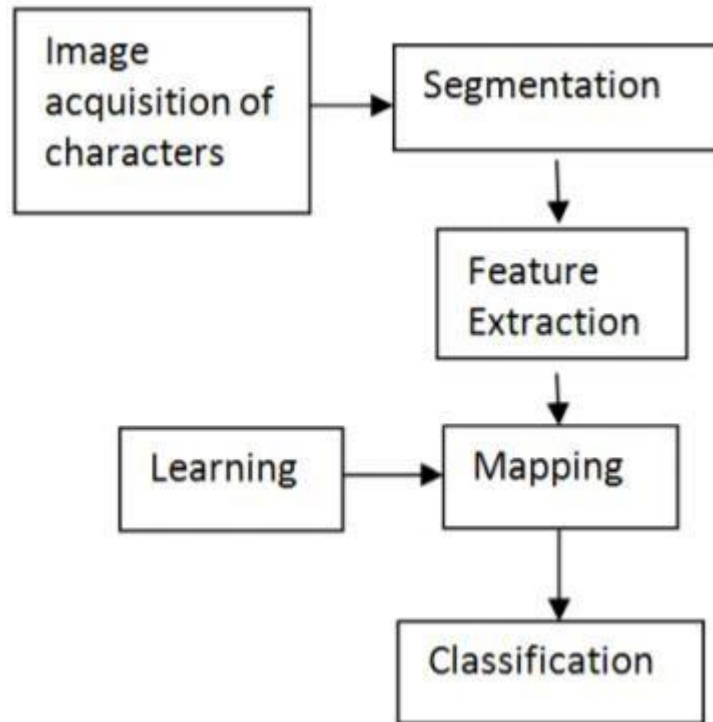 Image
acquisition of
characters
Segmentation
Feature
Extraction
Learning
Mapping
Classification